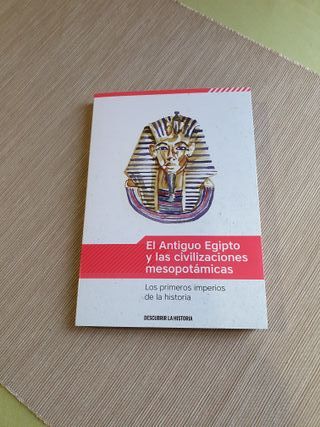 El Antiguo Egipto
y las civilizaciones
mesopotámicas
Los primeros imperios
de la historia
DESCUBRIR LA HISTORIA